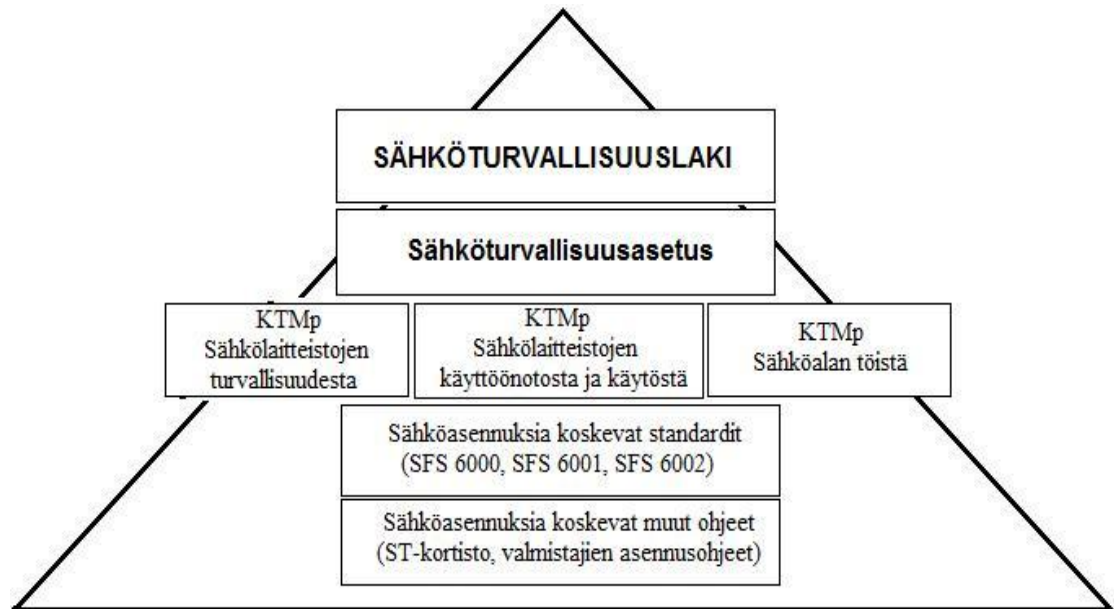 SÄHKÖTURVALLISUUSLAKI
Sähköturvallisuusasetus
KTMp
Sähkölaitteistojen
turvallisuudesta
KTMp
Sähkölaitteistojen
käyttöönotosta ja käytöstä
KTMp
Sähköalan töistä
Sähköasennuksia koskevat standardit
(SFS 6000, SFS 6001, SFS 6002)
Sähköasennuksia koskevat muut ohjeet
(ST-kortisto, valmistajien asennusohjeet)